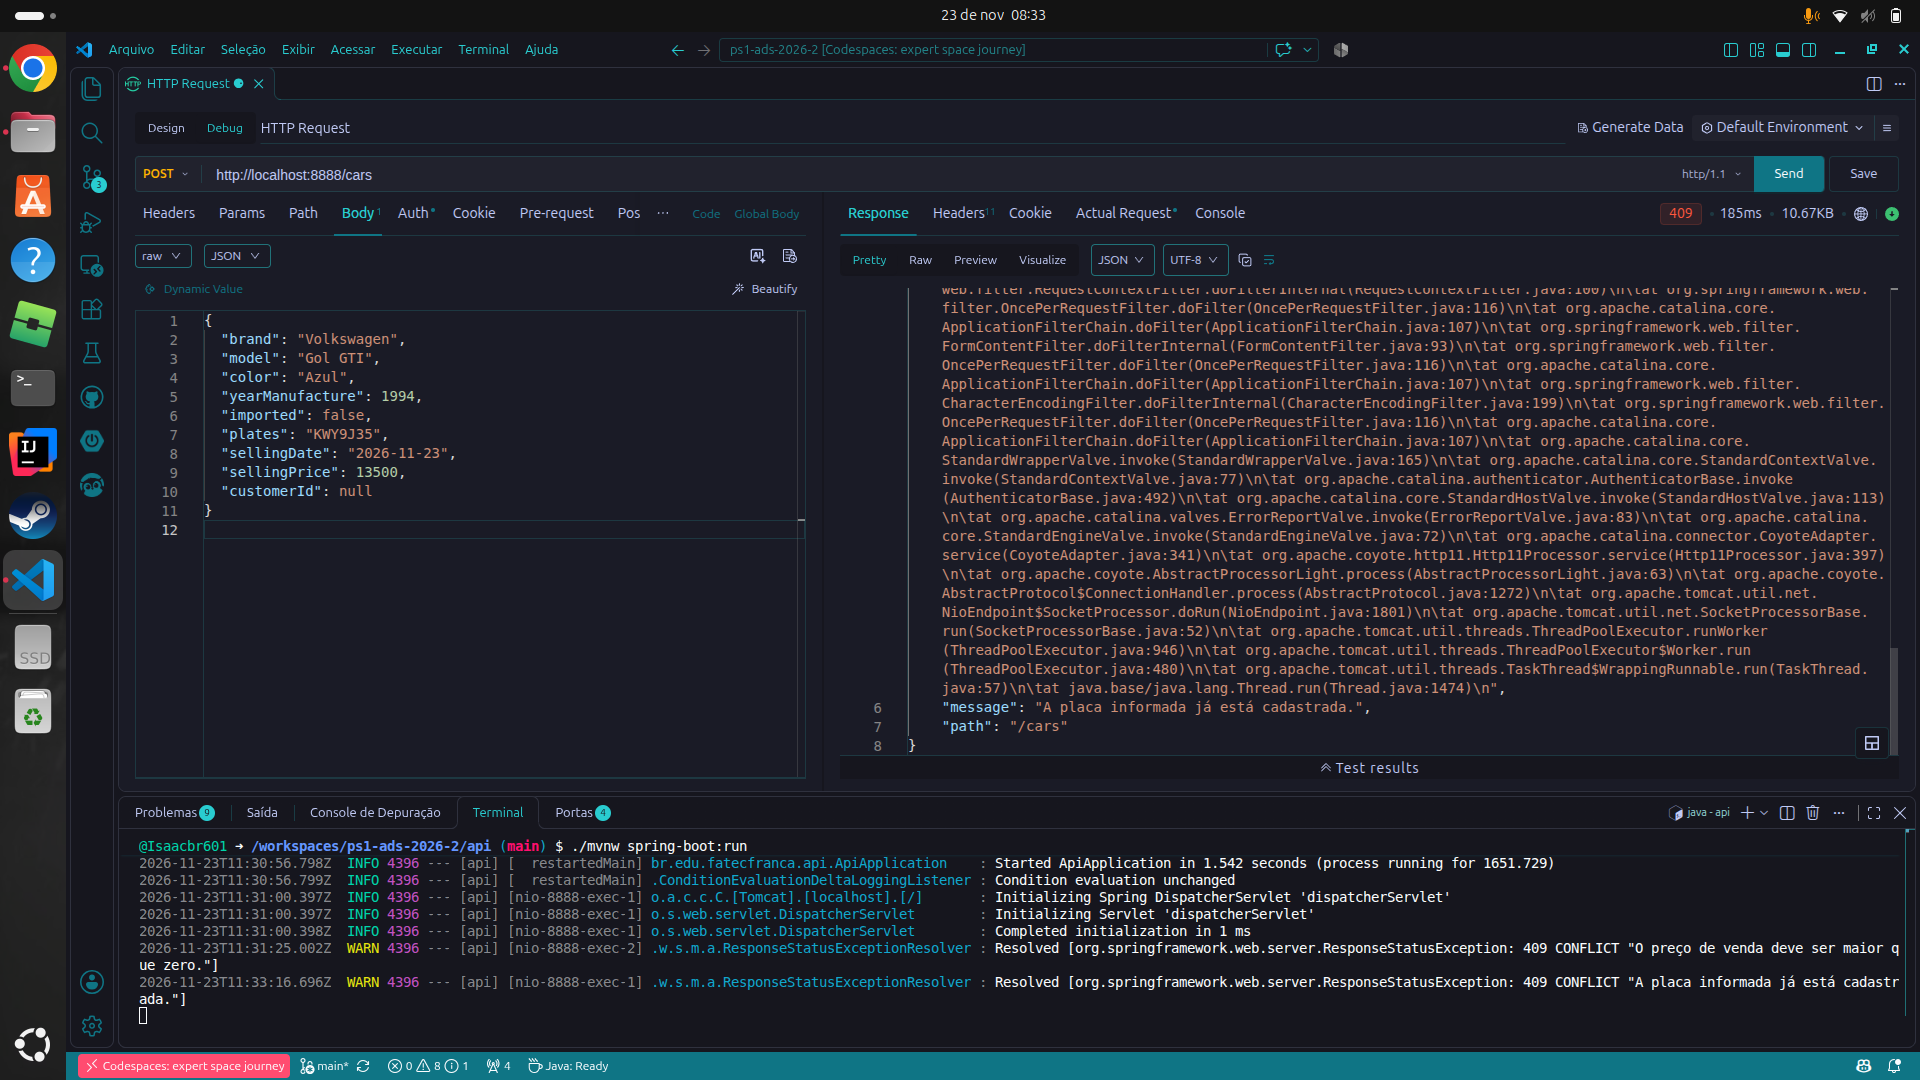 23 de nov 08:33
Arquivo Editar Seleção Exibir Acessar Executar Terminal Ajuda
ps1-ads-2026-2 [Codespaces: expert space journey]
HTTP HTTP Request
Design Debug HTTP Request
Generate Data Default Environment
POST http://localhost:8888/cars
http/1.1 Send Save
Headers Params Path Body 1 Auth Cookie Pre-request Pos ··· Code Global Body
Response Headers 11 Cookie Actual Request Console
409 185ms 10.67KB
raw JSON
AI
Pretty Raw Preview Visualize JSON UTF-8
Dynamic Value Beautify
1 {
2 "brand": "Volkswagen",
3 "model": "Gol GTI",
4 "color": "Azul",
5 "yearManufacture": 1994,
6 "imported": false,
7 "plates": "KWY9J35",
8 "sellingDate": "2026-11-23",
9 "sellingPrice": 13500,
10 "customerId": null
11 }
12
web.filter.RequestContextFilter.doFilterInternal(RequestContextFilter.java:100)\n\tat org.springframework.web.
filter.OncePerRequestFilter.doFilter(OncePerRequestFilter.java:116)\n\tat org.apache.catalina.core.
ApplicationFilterChain.doFilter(ApplicationFilterChain.java:107)\n\tat org.springframework.web.filter.
FormContentFilter.doFilterInternal(FormContentFilter.java:93)\n\tat org.springframework.web.filter.
OncePerRequestFilter.doFilter(OncePerRequestFilter.java:116)\n\tat org.apache.catalina.core.
ApplicationFilterChain.doFilter(ApplicationFilterChain.java:107)\n\tat org.springframework.web.filter.
CharacterEncodingFilter.doFilterInternal(CharacterEncodingFilter.java:199)\n\tat org.springframework.web.filter.
OncePerRequestFilter.doFilter(OncePerRequestFilter.java:116)\n\tat org.apache.catalina.core.
ApplicationFilterChain.doFilter(ApplicationFilterChain.java:107)\n\tat org.apache.catalina.core.
StandardWrapperValve.invoke(StandardWrapperValve.java:165)\n\tat org.apache.catalina.core.StandardContextValve.
invoke(StandardContextValve.java:77)\n\tat org.apache.catalina.authenticator.AuthenticatorBase.invoke
(AuthenticatorBase.java:492)\n\tat org.apache.catalina.core.StandardHostValve.invoke(StandardHostValve.java:113)
\n\tat org.apache.catalina.valves.ErrorReportValve.invoke(ErrorReportValve.java:83)\n\tat org.apache.catalina.
core.StandardEngineValve.invoke(StandardEngineValve.java:72)\n\tat org.apache.catalina.connector.CoyoteAdapter.
service(CoyoteAdapter.java:341)\n\tat org.apache.coyote.http11.Http11Processor.service(Http11Processor.java:397)
\n\tat org.apache.coyote.AbstractProcessorLight.process(AbstractProcessorLight.java:63)\n\tat org.apache.coyote.
AbstractProtocol$ConnectionHandler.process(AbstractProtocol.java:1272)\n\tat org.apache.tomcat.util.net.
NioEndpoint$SocketProcessor.doRun(NioEndpoint.java:1801)\n\tat org.apache.tomcat.util.net.SocketProcessorBase.
run(SocketProcessorBase.java:52)\n\tat org.apache.tomcat.util.threads.ThreadPoolExecutor.runWorker
(ThreadPoolExecutor.java:946)\n\tat org.apache.tomcat.util.threads.ThreadPoolExecutor$Worker.run
(ThreadPoolExecutor.java:480)\n\tat org.apache.tomcat.util.threads.TaskThread$WrappingRunnable.run(TaskThread.
java:57)\n\tat java.base/java.lang.Thread.run(Thread.java:1474)\n",
6 "message": "A placa informada já está cadastrada.",
7 "path": "/cars"
8 }
Test results
Problemas 9 Saída Console de Depuração Terminal Portas 4
java - api
@Isaacbr601 ➜ /workspaces/ps1-ads-2026-2/api (main) $ ./mvnw spring-boot:run
2026-11-23T11:30:56.798Z INFO 4396 --- [api] [ restartedMain] br.edu.fatecfranca.api.ApiApplication : Started ApiApplication in 1.542 seconds (process running for 1651.729)
2026-11-23T11:30:56.799Z INFO 4396 --- [api] [ restartedMain] .ConditionEvaluationDeltaLoggingListener : Condition evaluation unchanged
2026-11-23T11:31:00.397Z INFO 4396 --- [api] [nio-8888-exec-1] o.a.c.c.C.[Tomcat].[localhost].[/] : Initializing Spring DispatcherServlet 'dispatcherServlet'
2026-11-23T11:31:00.397Z INFO 4396 --- [api] [nio-8888-exec-1] o.s.web.servlet.DispatcherServlet : Initializing Servlet 'dispatcherServlet'
2026-11-23T11:31:00.398Z INFO 4396 --- [api] [nio-8888-exec-1] o.s.web.servlet.DispatcherServlet : Completed initialization in 1 ms
2026-11-23T11:31:25.002Z WARN 4396 --- [api] [nio-8888-exec-2] .w.s.m.a.ResponseStatusExceptionResolver : Resolved [org.springframework.web.server.ResponseStatusException: 409 CONFLICT "O preço de venda deve ser maior q
ue zero."]
2026-11-23T11:33:16.696Z WARN 4396 --- [api] [nio-8888-exec-1] .w.s.m.a.ResponseStatusExceptionResolver : Resolved [org.springframework.web.server.ResponseStatusException: 409 CONFLICT "A placa informada já está cadastr
ada."]
Codespaces: expert space journey main* 0 8 1 4 Java: Ready
3
IJ
SSD